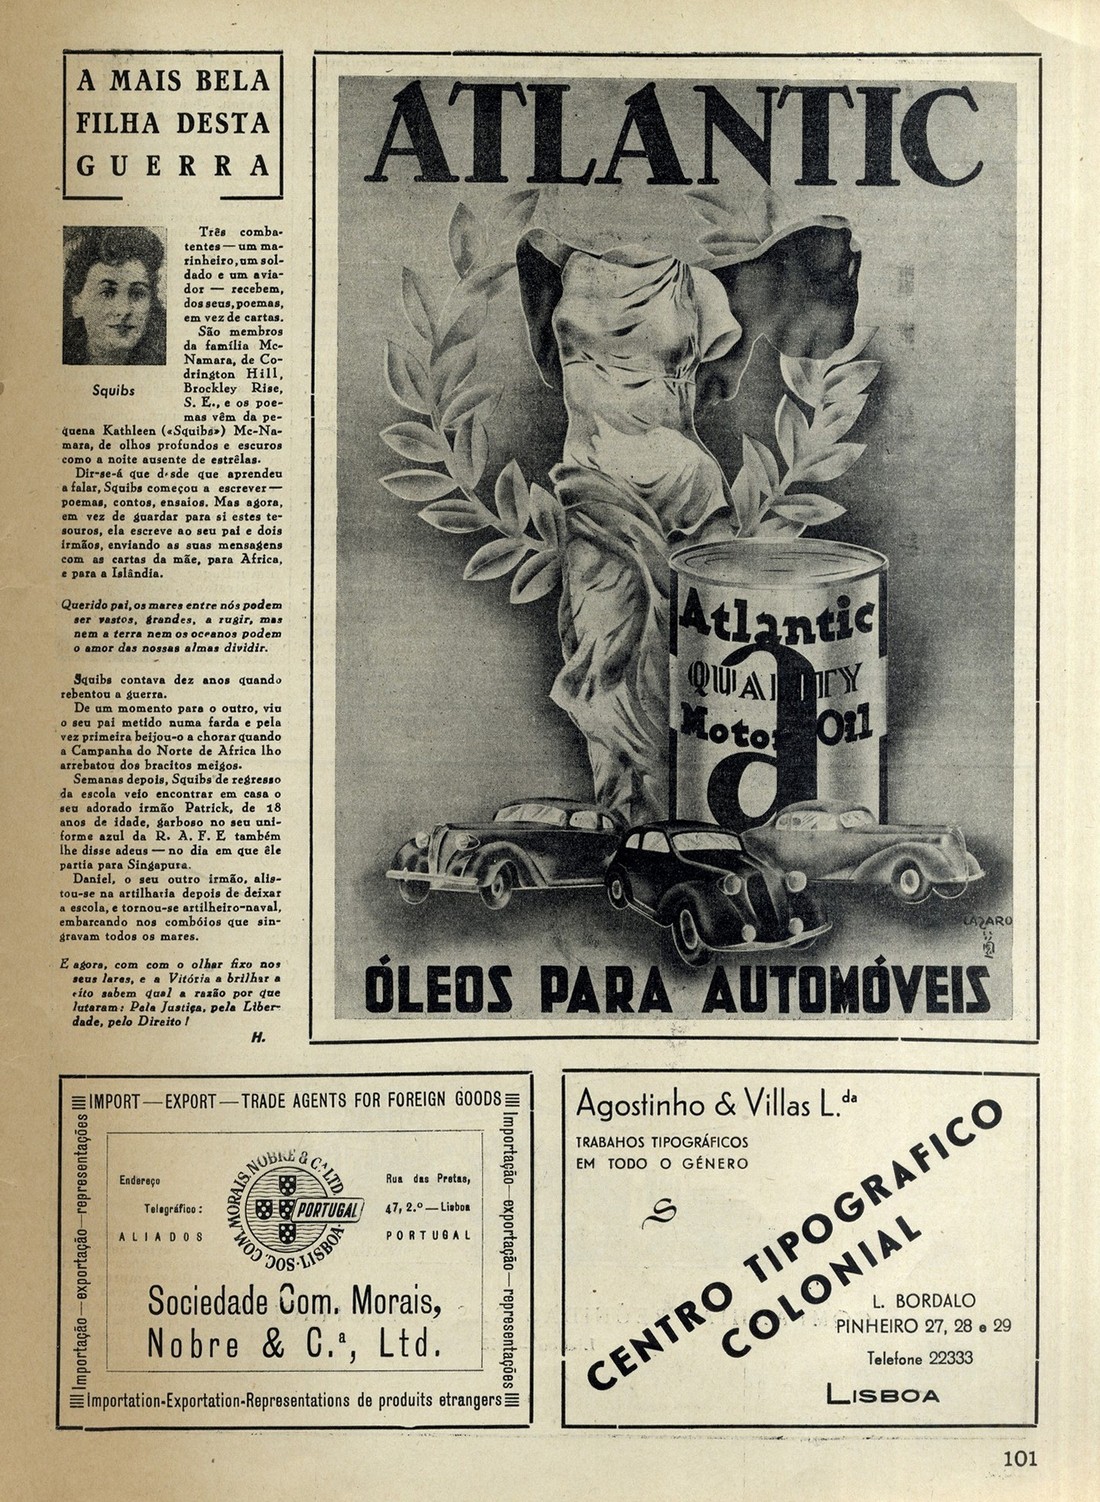 A MAIS BELA
FILHA DESTA
GUERRA
Três comba-
tentes — um ma-
rinheiro, um sol-
dado e um avia-
dor — recebem,
dos seus, poemas,
em vez de cartas.
São membros
da família Mc-
Namara, de Co-
drington Hill,
Brockley Rise,
S. E., e os poe-
mas vêm da pe-
Squibs
quena Kathleen («Squibs») Mc-Na-
mara, de olhos profundos e escuros
como a noite ausente de estrêlas.
Dir-se-á que desde que aprendeu
a falar, Squibs começou a escrever —
poemas, contos, ensaios. Mas agora,
em vez de guardar para si estes te-
souros, ela escreve ao seu pai e dois
irmãos, enviando as suas mensagens
com as cartas da mãe, para Africa,
e para a Islândia.
Querido pai, os mares entre nós podem
ser vastos, grandes, a rugir, mas
nem a terra nem os oceanos podem
o amor das nossas almas dividir.
Squibs contava dez anos quando
rebentou a guerra.
De um momento para o outro, viu
o seu pai metido numa farda e pela
vez primeira beijou-o a chorar quando
a Campanha do Norte de Africa lho
arrebatou dos bracitos meigos.
Semanas depois, Squibs de regresso
da escola veio encontrar em casa o
seu adorado irmão Patrick, de 18
anos de idade, garboso no seu uni-
forme azul da R. A. F. E também
lhe disse adeus — no dia em que êle
partia para Singapura.
Daniel, o seu outro irmão, alis-
tou-se na artilharia depois de deixar
a escola, e tornou-se artilheiro-naval,
embarcando nos combóios que sin-
gravam todos os mares.
E agora, com com o olhar fixo nos
seus lares, e a Vitória a brilhar a
eito sabem qual a razão por que
lutaram: Pela Justiça, pela Liber-
dade, pelo Direito!
H.
ATLANTIC
Atlantic
QUALITY
Motor Oil
a
LAZARO
ÓLEOS PARA AUTOMÓVEIS
IMPORT—EXPORT—TRADE AGENTS FOR FOREIGN GOODS
Importação—exportação—representações
Endereço
Telegráfico:
ALIADOS
SOC. COM. MORAIS, NOBRE & C.ª LTD.
PORTUGAL
LISBOA
Rua das Pretas,
47, 2.º — Lisboa
PORTUGAL
Sociedade Com. Morais,
Nobre & C.ª, Ltd.
Importação—exportação—representações
Importation-Exportation-Representations de produits etrangers
Agostinho & Villas L.da
TRABAHOS TIPOGRÁFICOS
EM TODO O GÉNERO
S
CENTRO TIPOGRAFICO
COLONIAL
L. BORDALO
PINHEIRO 27, 28 e 29
Telefone 22333
LISBOA
101